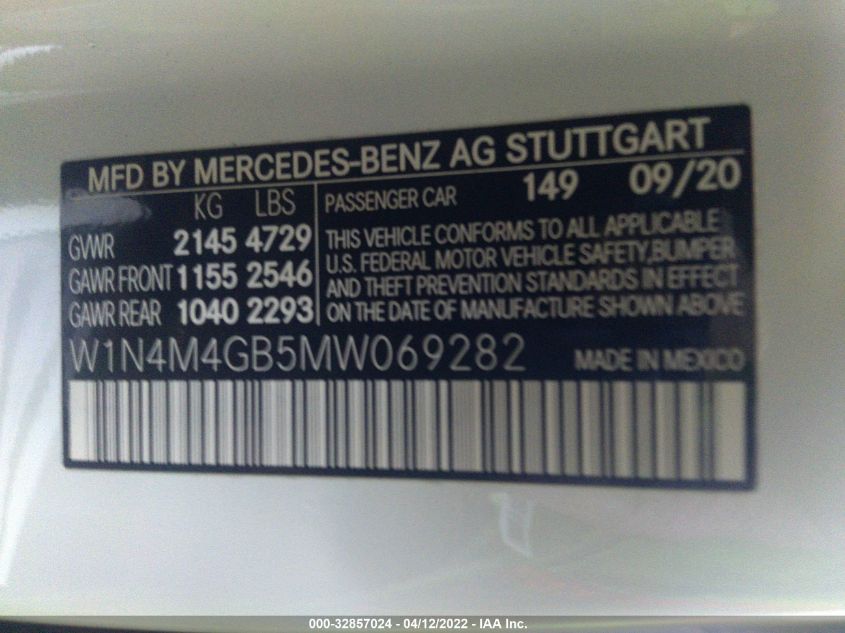 MFD BY MERCEDES-BENZ AG STUTTGART
KG LBS
GVWR 2145 4729
GAWR FRONT 1155 2546
GAWR REAR 1040 2293
PASSENGER CAR 149 09/20
THIS VEHICLE CONFORMS TO ALL APPLICABLE
U.S. FEDERAL MOTOR VEHICLE SAFETY,BUMPER
AND THEFT PREVENTION STANDARDS IN EFFECT
ON THE DATE OF MANUFACTURE SHOWN ABOVE
W1N4M4GB5MW069282 MADE IN MEXICO
000-32857024 - 04/12/2022 - IAA Inc.